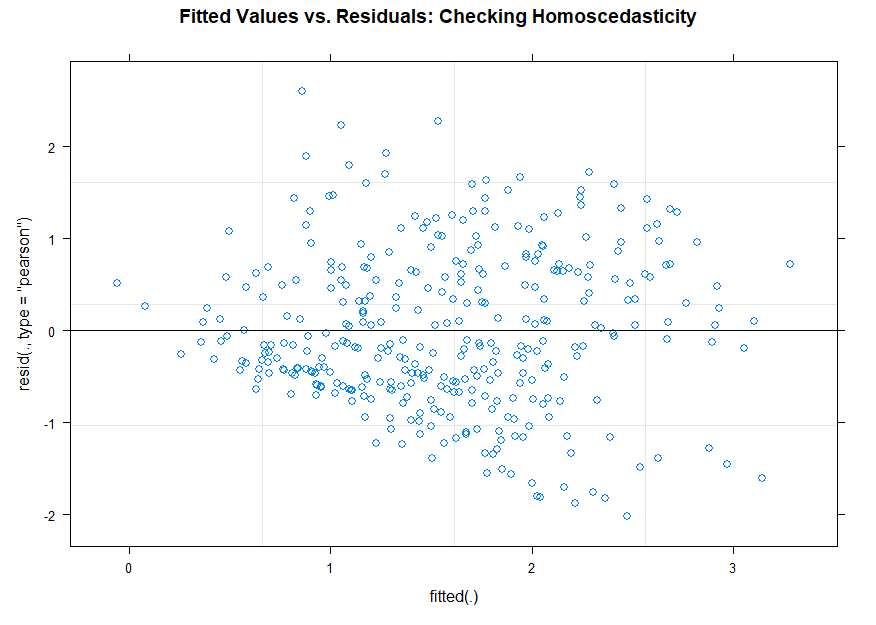 Fitted Values vs. Residuals: Checking Homoscedasticity
resid(., type = "pearson")
2
1
0
-1
-2
0 1 2 3
fitted(.)